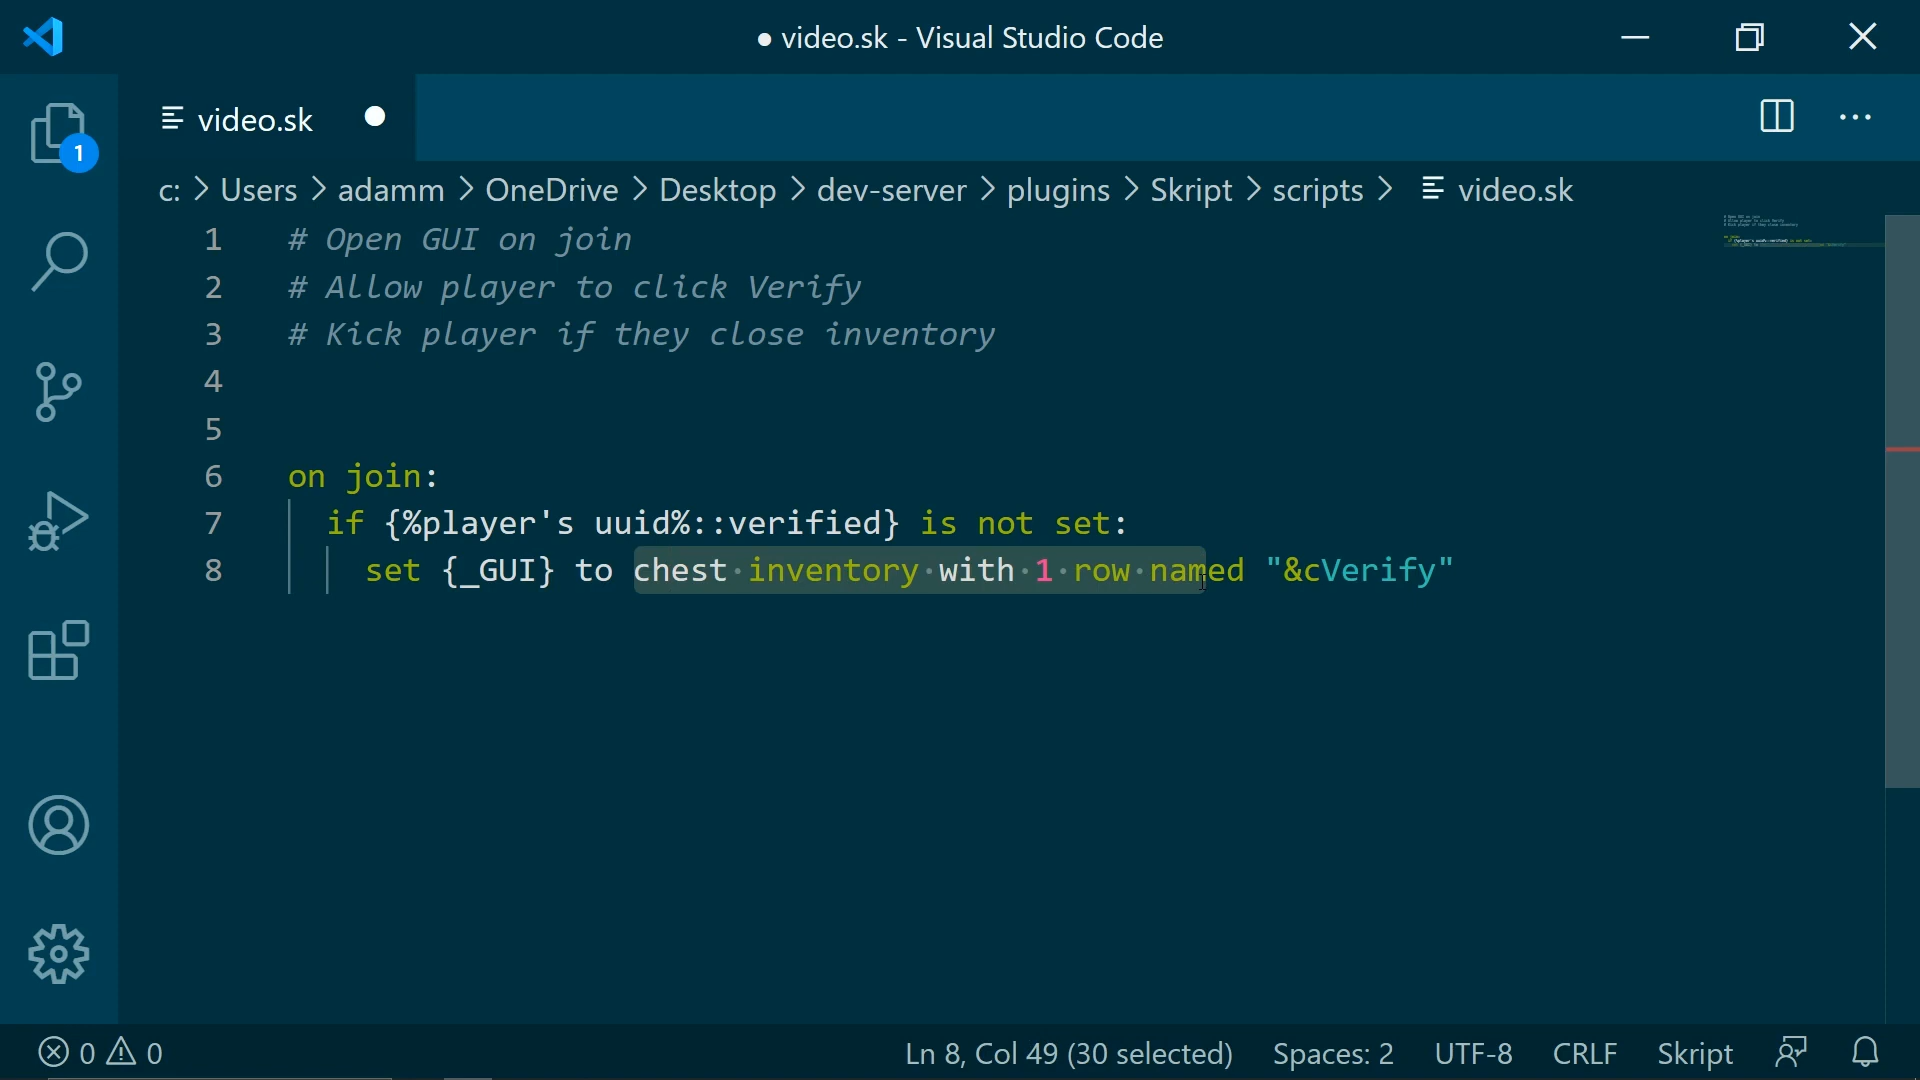 ● video.sk - Visual Studio Code
video.sk
1
c: > Users > adamm > OneDrive > Desktop > dev-server > plugins > Skript > scripts > video.sk
1 # Open GUI on join
2 # Allow player to click Verify
3 # Kick player if they close inventory
4
5
6 on join:
7 if {%player's uuid%::verified} is not set:
8 set {_GUI} to chest inventory with 1 row named "&cVerify"
0 0 Ln 8, Col 49 (30 selected) Spaces: 2 UTF-8 CRLF Skript